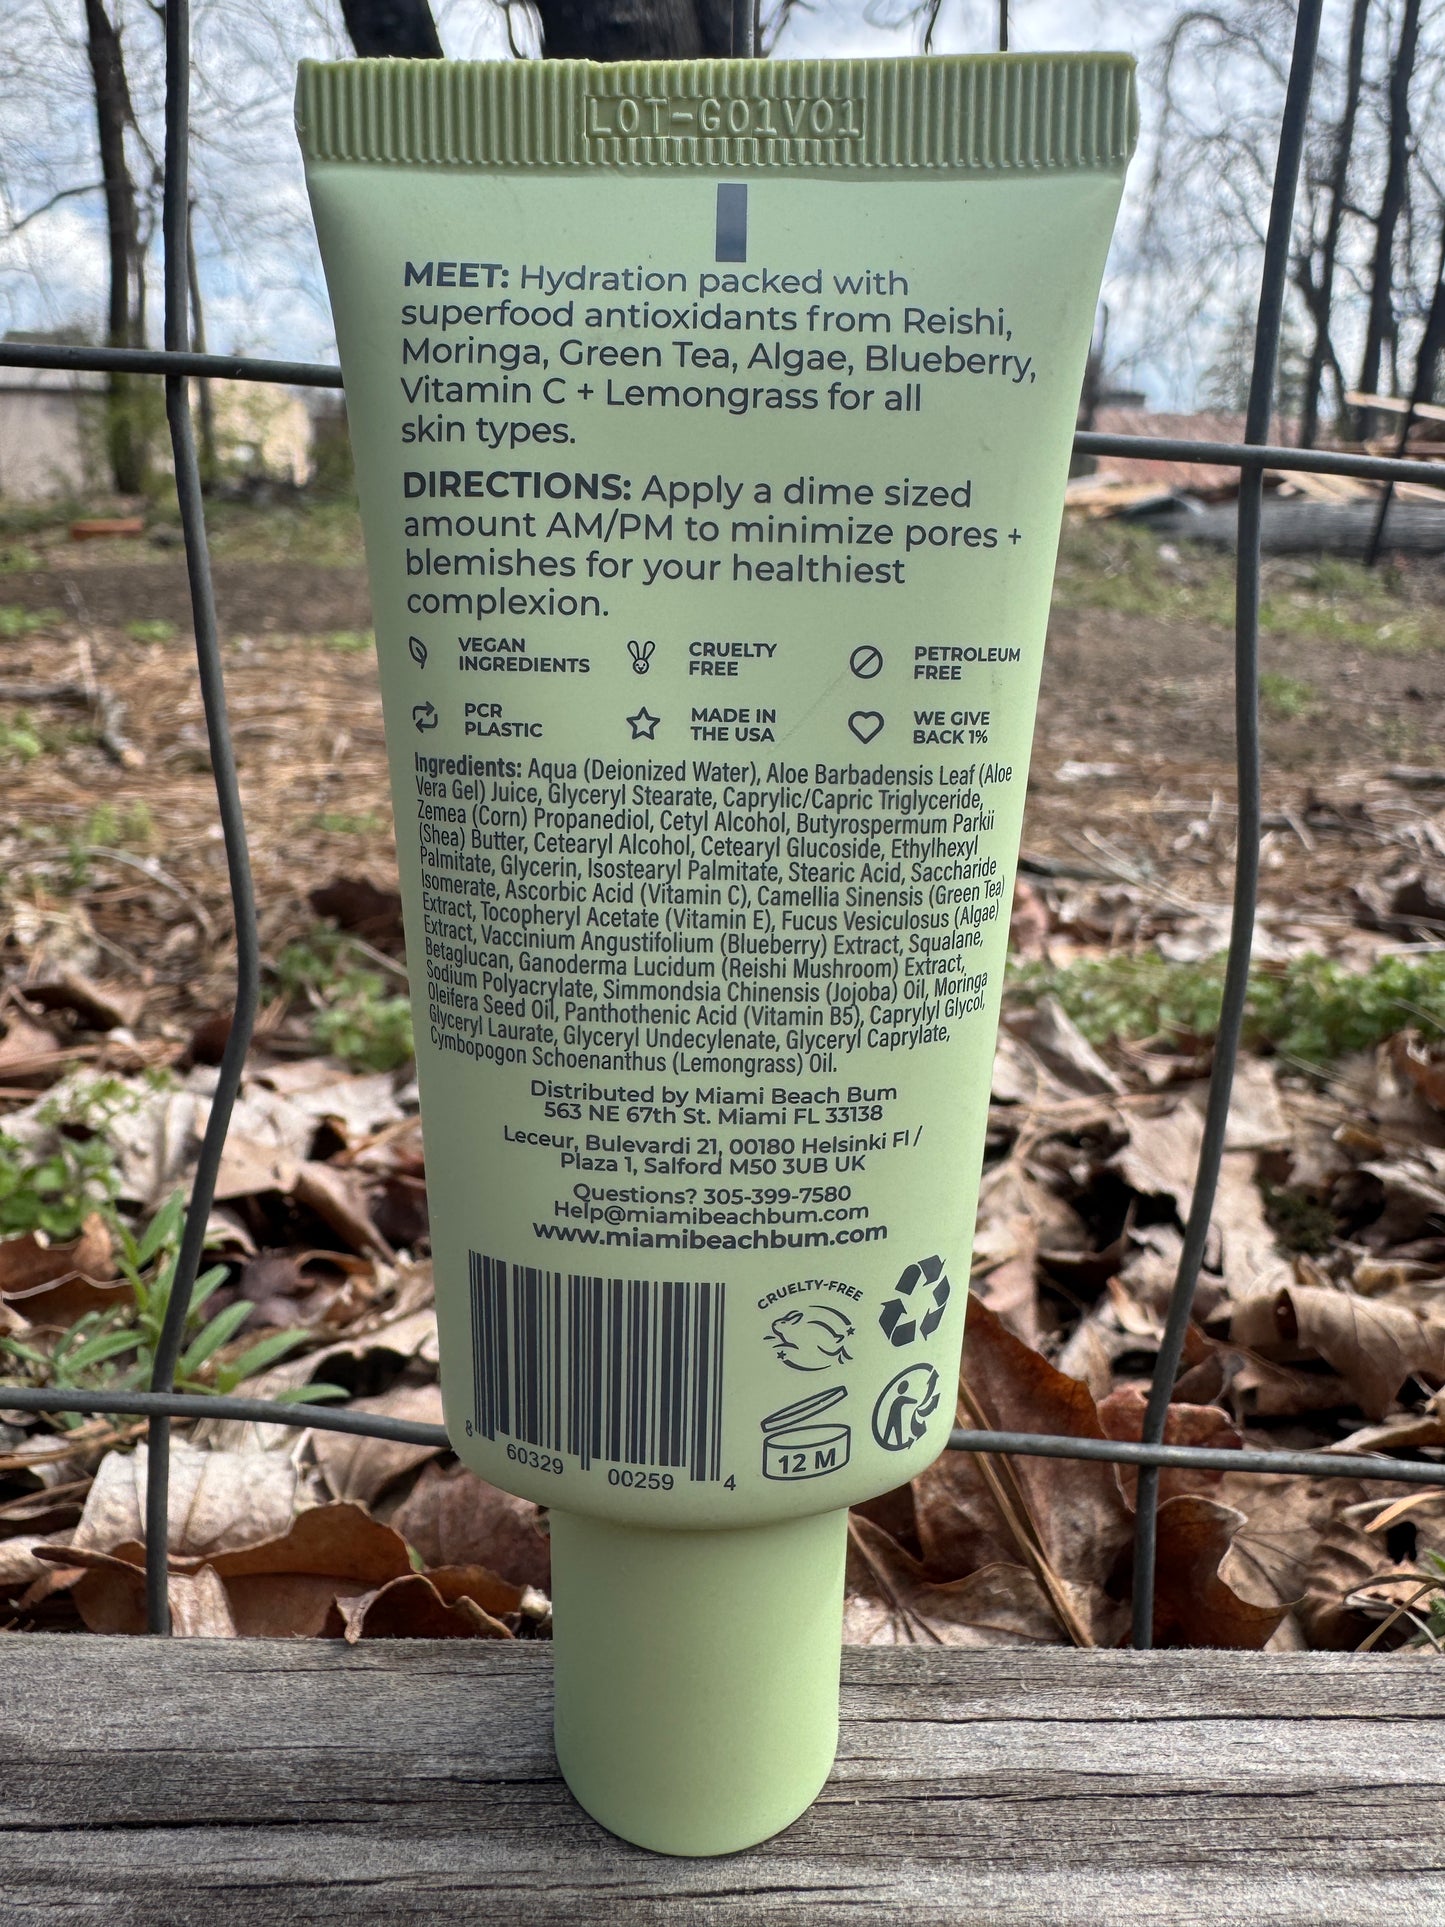 LOT-G01V01
MEET: Hydration packed with
superfood antioxidants from Reishi,
Moringa, Green Tea, Algae, Blueberry,
Vitamin C + Lemongrass for all
skin types.
DIRECTIONS: Apply a dime sized
amount AM/PM to minimize pores +
blemishes for your healthiest
complexion.
VEGAN
INGREDIENTS
CRUELTY
FREE
PETROLEUM
FREE
PCR
PLASTIC
MADE IN
THE USA
WE GIVE
BACK 1%
Ingredients: Aqua (Deionized Water), Aloe Barbadensis Leaf (Aloe
Vera Gel) Juice, Glyceryl Stearate, Caprylic/Capric Triglyceride,
Zemea (Corn) Propanediol, Cetyl Alcohol, Butyrospermum Parkii
(Shea) Butter, Cetearyl Alcohol, Cetearyl Glucoside, Ethylhexyl
Palmitate, Glycerin, Isostearyl Palmitate, Stearic Acid, Saccharide
Isomerate, Ascorbic Acid (Vitamin C), Camellia Sinensis (Green Tea)
Extract, Tocopheryl Acetate (Vitamin E), Fucus Vesiculosus (Algae)
Extract, Vaccinium Angustifolium (Blueberry) Extract, Squalane,
Betaglucan, Ganoderma Lucidum (Reishi Mushroom) Extract,
Sodium Polyacrylate, Simmondsia Chinensis (Jojoba) Oil, Moringa
Oleifera Seed Oil, Panthothenic Acid (Vitamin B5), Caprylyl Glycol,
Glyceryl Laurate, Glyceryl Undecylenate, Glyceryl Caprylate,
Cymbopogon Schoenanthus (Lemongrass) Oil.
Distributed by Miami Beach Bum
563 NE 67th St. Miami FL 33138
Leceur, Bulevardi 21, 00180 Helsinki FI /
Plaza 1, Salford M50 3UB UK
Questions? 305-399-7580
Help@miamibeachbum.com
www.miamibeachbum.com
CRUELTY-FREE
12 M
8 60329 00259 4